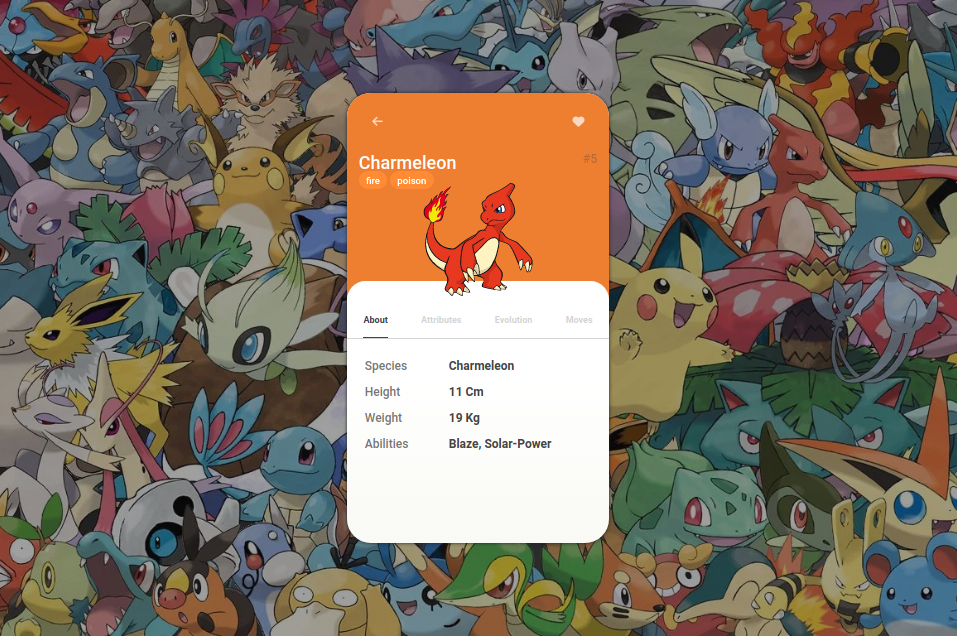 Charmeleon
#5
fire poison
About Attributes Evolution Moves
Species Charmeleon
Height 11 Cm
Weight 19 Kg
Abilities Blaze, Solar-Power